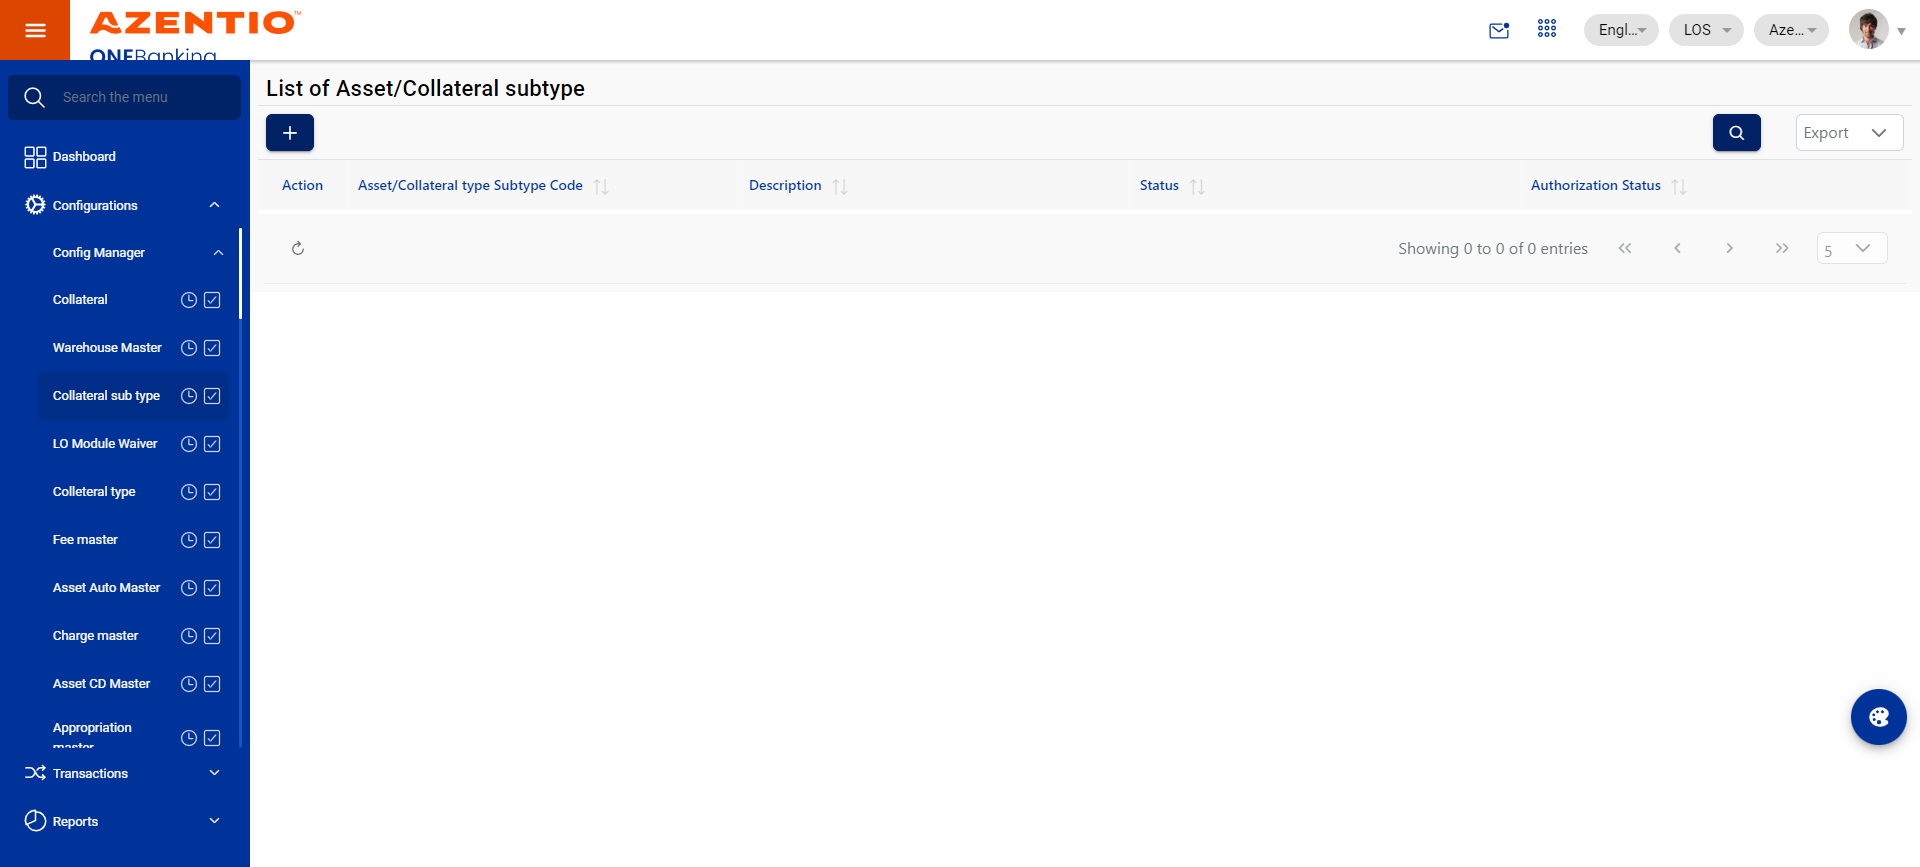 AZENTIO™
ONEBanking
Engl...
LOS
Aze...
Search the menu
Dashboard
Configurations
Config Manager
Collateral
Warehouse Master
Collateral sub type
LO Module Waiver
Colleteral type
Fee master
Asset Auto Master
Charge master
Asset CD Master
Appropriation
master
Transactions
Reports
List of Asset/Collateral subtype
Export
Action Asset/Collateral type Subtype Code Description Status Authorization Status
Showing 0 to 0 of 0 entries
5